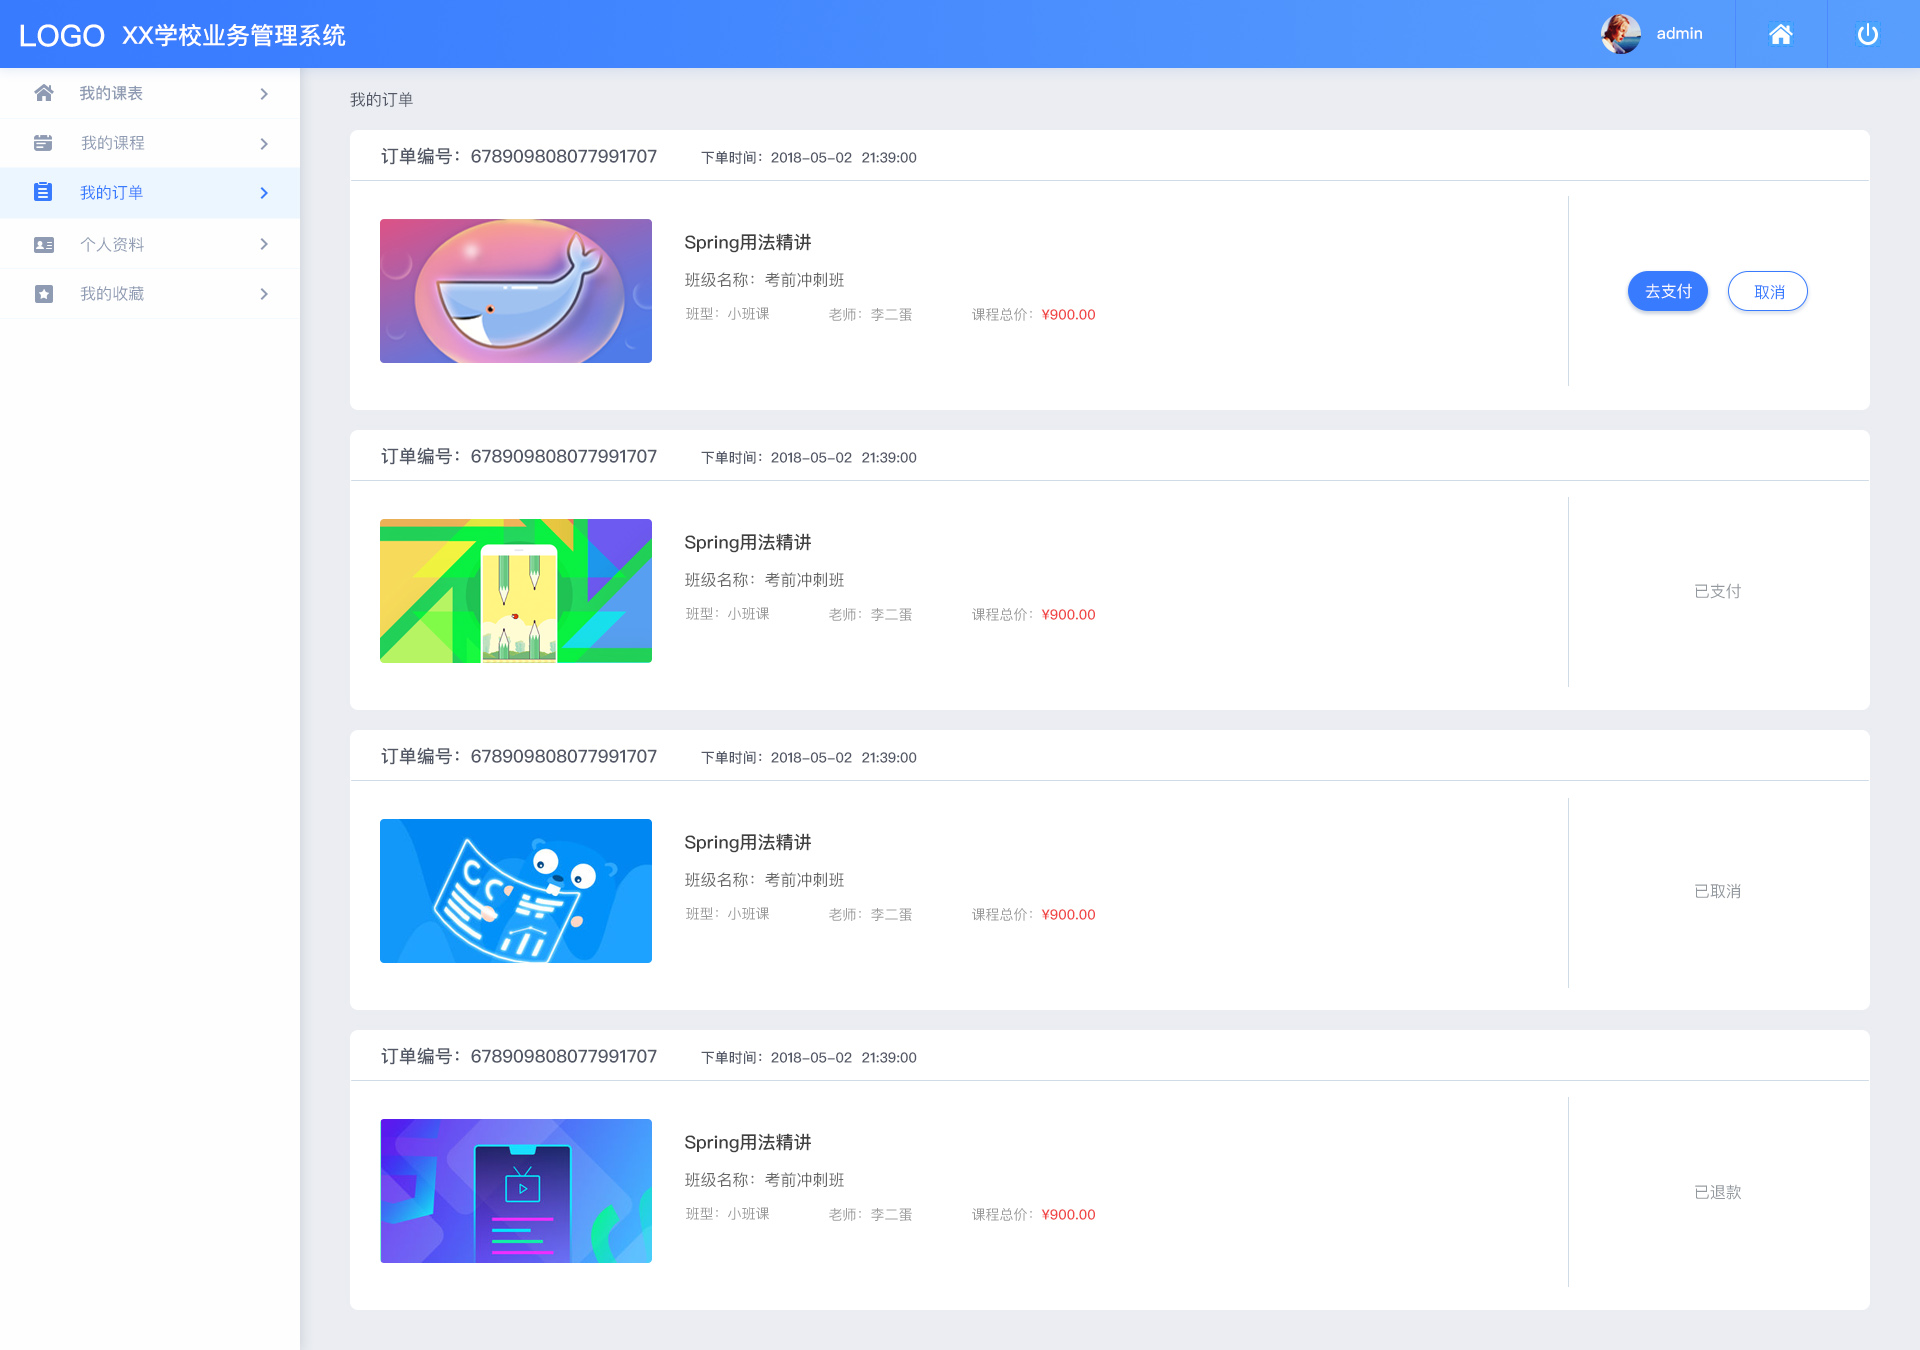 LOGO XX学校业务管理系统
admin
我的课表
我的课程
我的订单
个人资料
我的收藏
我的订单
订单编号：678909808077991707 下单时间：2018-05-02 21:39:00
Spring用法精讲
班级名称：考前冲刺班
班型：小班课 老师：李二蛋 课程总价：¥900.00
去支付 取消
订单编号：678909808077991707 下单时间：2018-05-02 21:39:00
Spring用法精讲
班级名称：考前冲刺班
班型：小班课 老师：李二蛋 课程总价：¥900.00
已支付
订单编号：678909808077991707 下单时间：2018-05-02 21:39:00
Spring用法精讲
班级名称：考前冲刺班
班型：小班课 老师：李二蛋 课程总价：¥900.00
已取消
订单编号：678909808077991707 下单时间：2018-05-02 21:39:00
Spring用法精讲
班级名称：考前冲刺班
班型：小班课 老师：李二蛋 课程总价：¥900.00
已退款